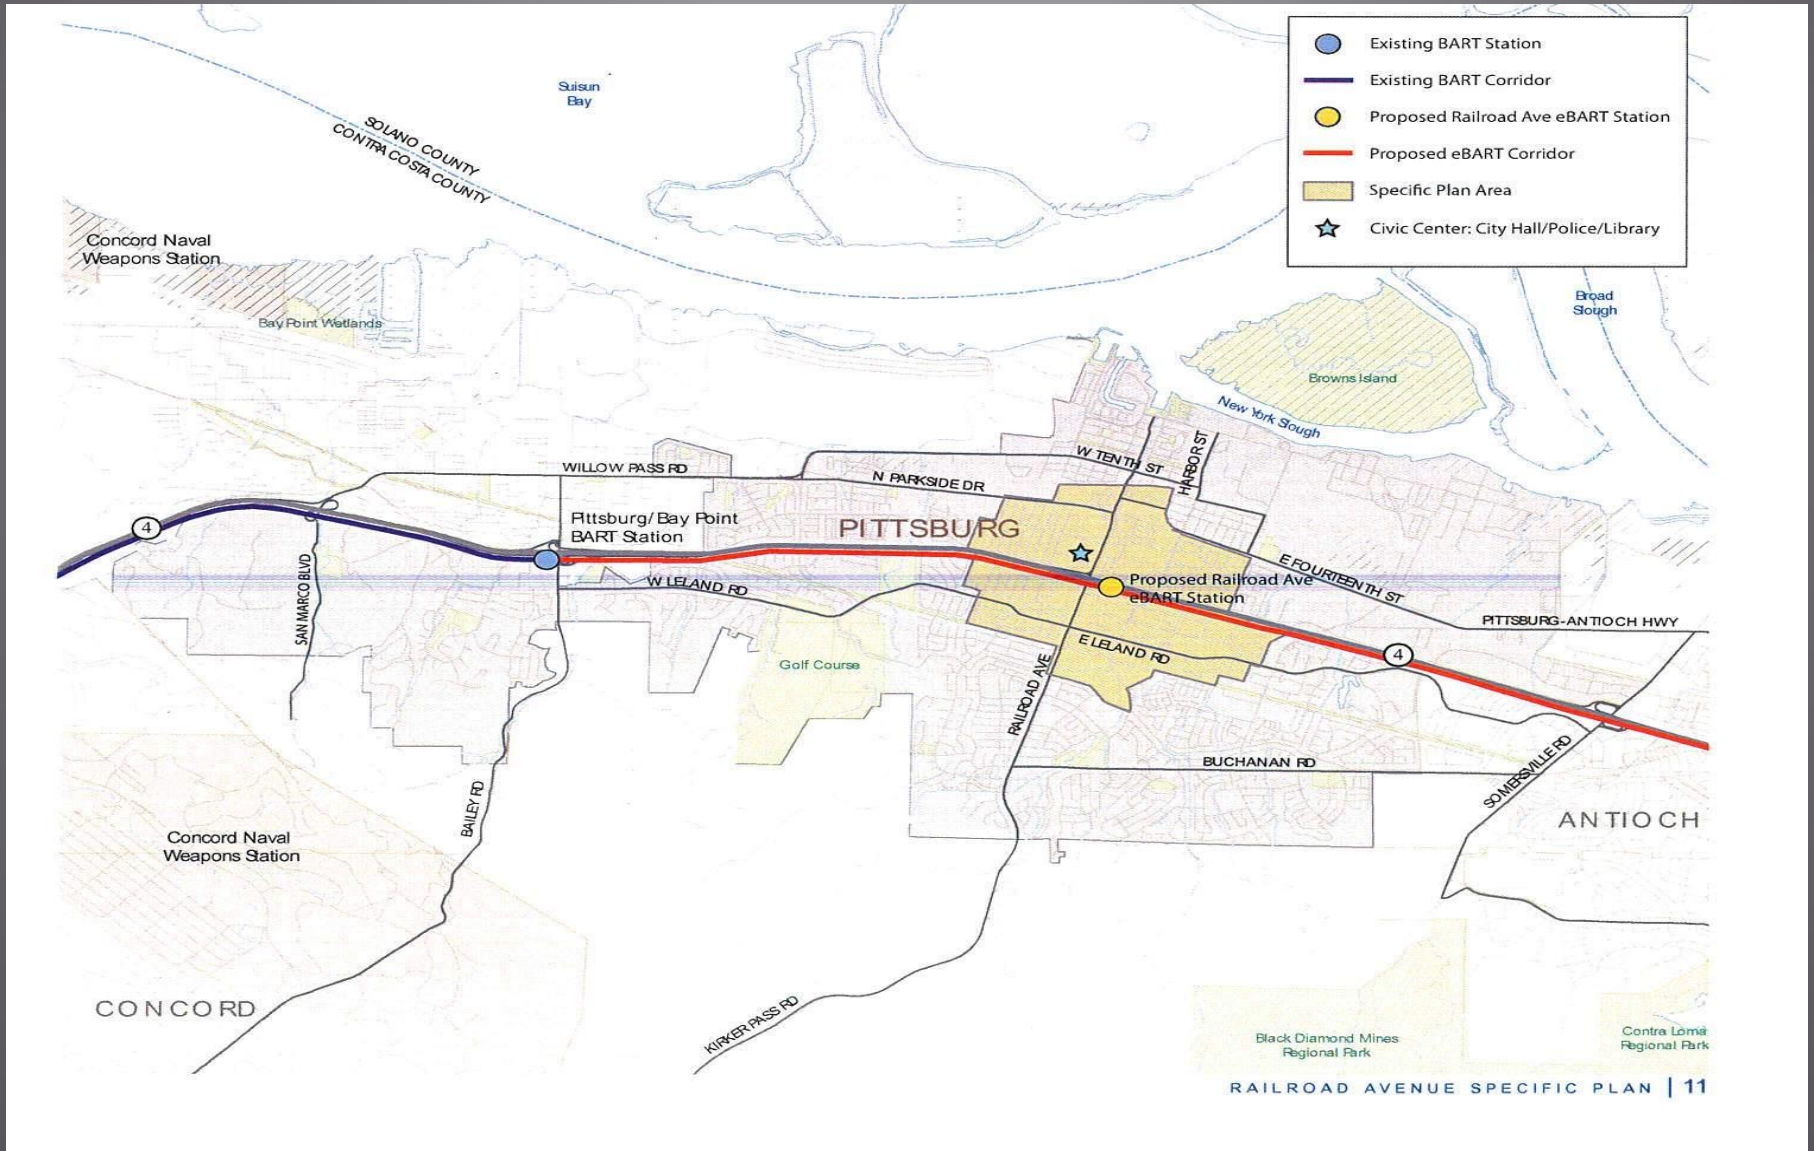 Existing BART Station
Existing BART Corridor
Proposed Railroad Ave eBART Station
Proposed eBART Corridor
Specific Plan Area
Civic Center: City Hall/Police/Library
Suisun
Bay
SOLANO COUNTY
CONTRA COSTA COUNTY
Concord Naval
Weapons Station
Bay Point Wetlands
Broad
Slough
Browns Island
New York Slough
WILLOW PASS RD
N PARKSIDE DR
W TENTH ST
HARBOR ST
4
Pittsburg/Bay Point
BART Station
PITTSBURG
SAN MARCO BLVD
W LELAND RD
Proposed Railroad Ave
eBART Station
E FOURTEENTH ST
PITTSBURG-ANTIOCH HWY
E LELAND RD
4
Golf Course
RAILROAD AVE
BUCHANAN RD
SOMERSVILLE RD
BAILEY RD
ANTIOCH
Concord Naval
Weapons Station
CONCORD
KIRKER PASS RD
Black Diamond Mines
Regional Park
Contra Loma
Regional Park
RAILROAD AVENUE SPECIFIC PLAN | 11